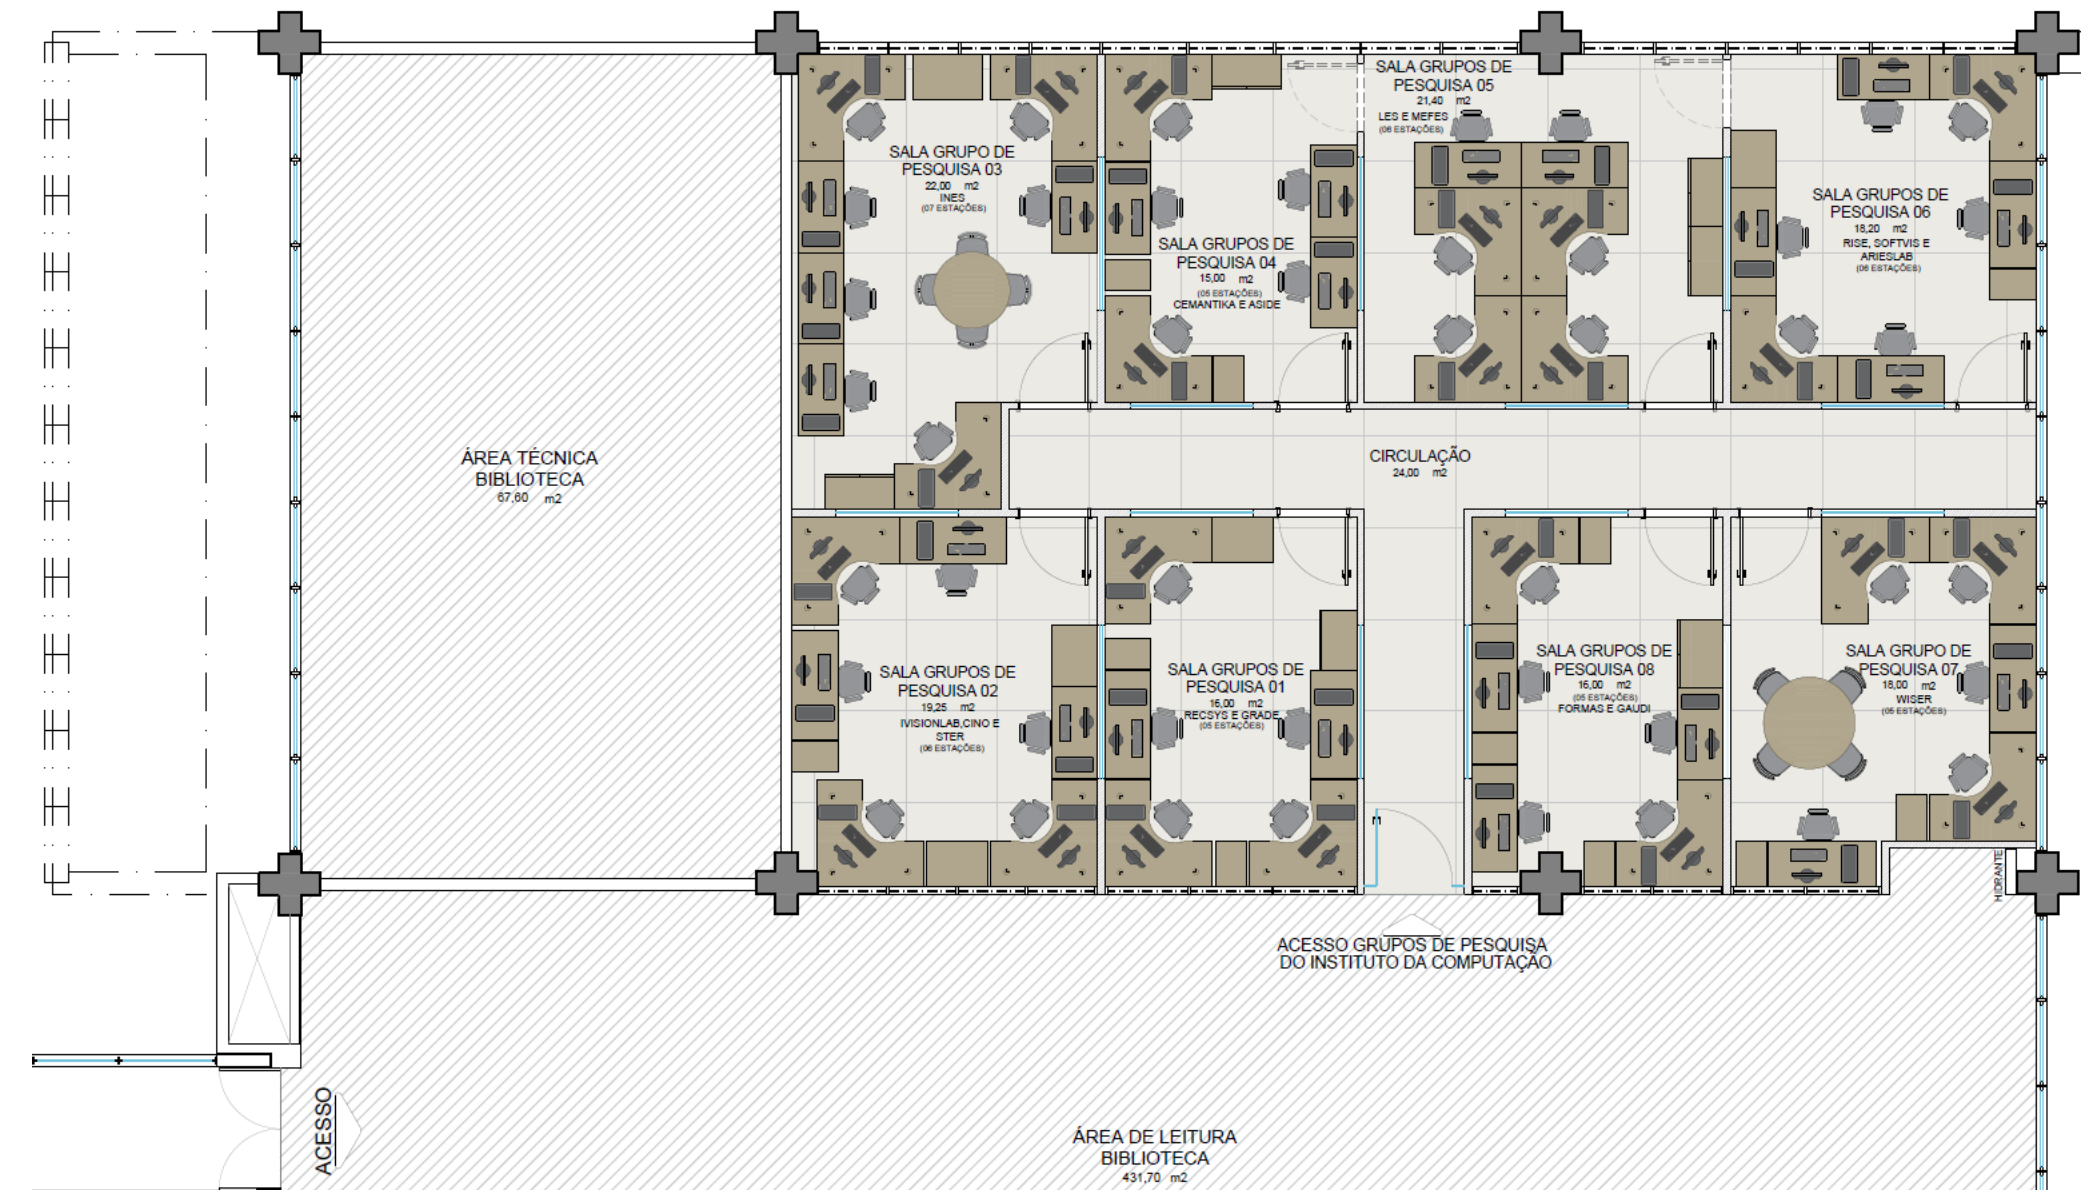 SALA GRUPO DE
PESQUISA 03
22,00 m2
INES
(07 ESTAÇÕES)
SALA GRUPOS DE
PESQUISA 04
15,00 m2
(05 ESTAÇÕES)
CEMANTIKA E ASIDE
SALA GRUPOS DE
PESQUISA 05
21,40 m2
LES E MEFES
(06 ESTAÇÕES)
SALA GRUPOS DE
PESQUISA 06
18,20 m2
RISE, SOFTVIS E
ARIESLAB
(06 ESTAÇÕES)
ÁREA TÉCNICA
BIBLIOTECA
67,60 m2
CIRCULAÇÃO
24,00 m2
SALA GRUPOS DE
PESQUISA 02
19,25 m2
IVISIONLAB,CINO E
STER
(06 ESTAÇÕES)
SALA GRUPOS DE
PESQUISA 01
16,00 m2
RECSYS E GRADE
(05 ESTAÇÕES)
SALA GRUPOS DE
PESQUISA 08
16,00 m2
(05 ESTAÇÕES)
FORMAS E GAUDI
SALA GRUPO DE
PESQUISA 07
18,00 m2
WISER
(05 ESTAÇÕES)
HIDRANTE
ACESSO GRUPOS DE PESQUISA
DO INSTITUTO DA COMPUTAÇÃO
ACESSO
ÁREA DE LEITURA
BIBLIOTECA
431,70 m2